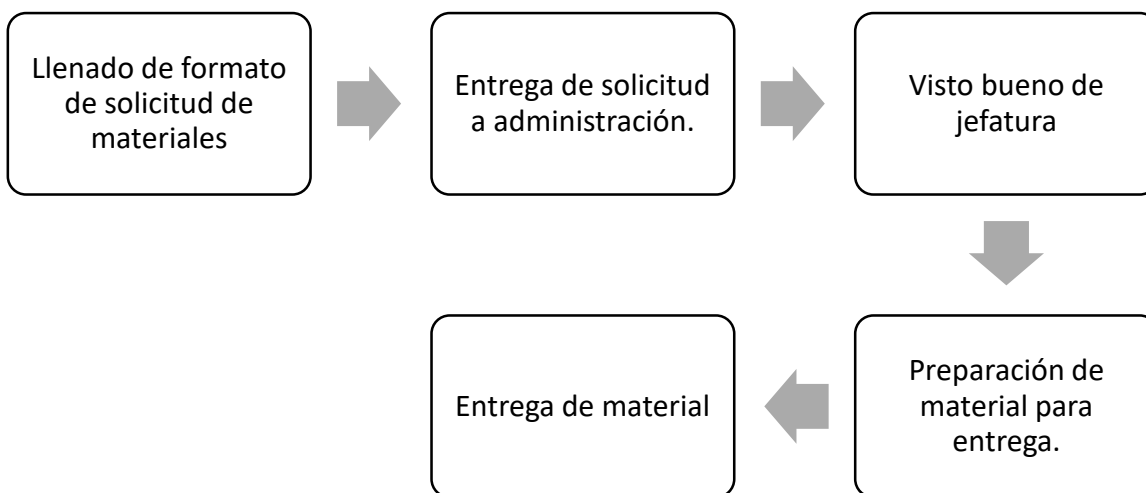 Llenado de formato
de solicitud de
materiales
Entrega de solicitud
a administración.
Visto bueno de
jefatura
Preparación de
material para
entrega.
Entrega de material